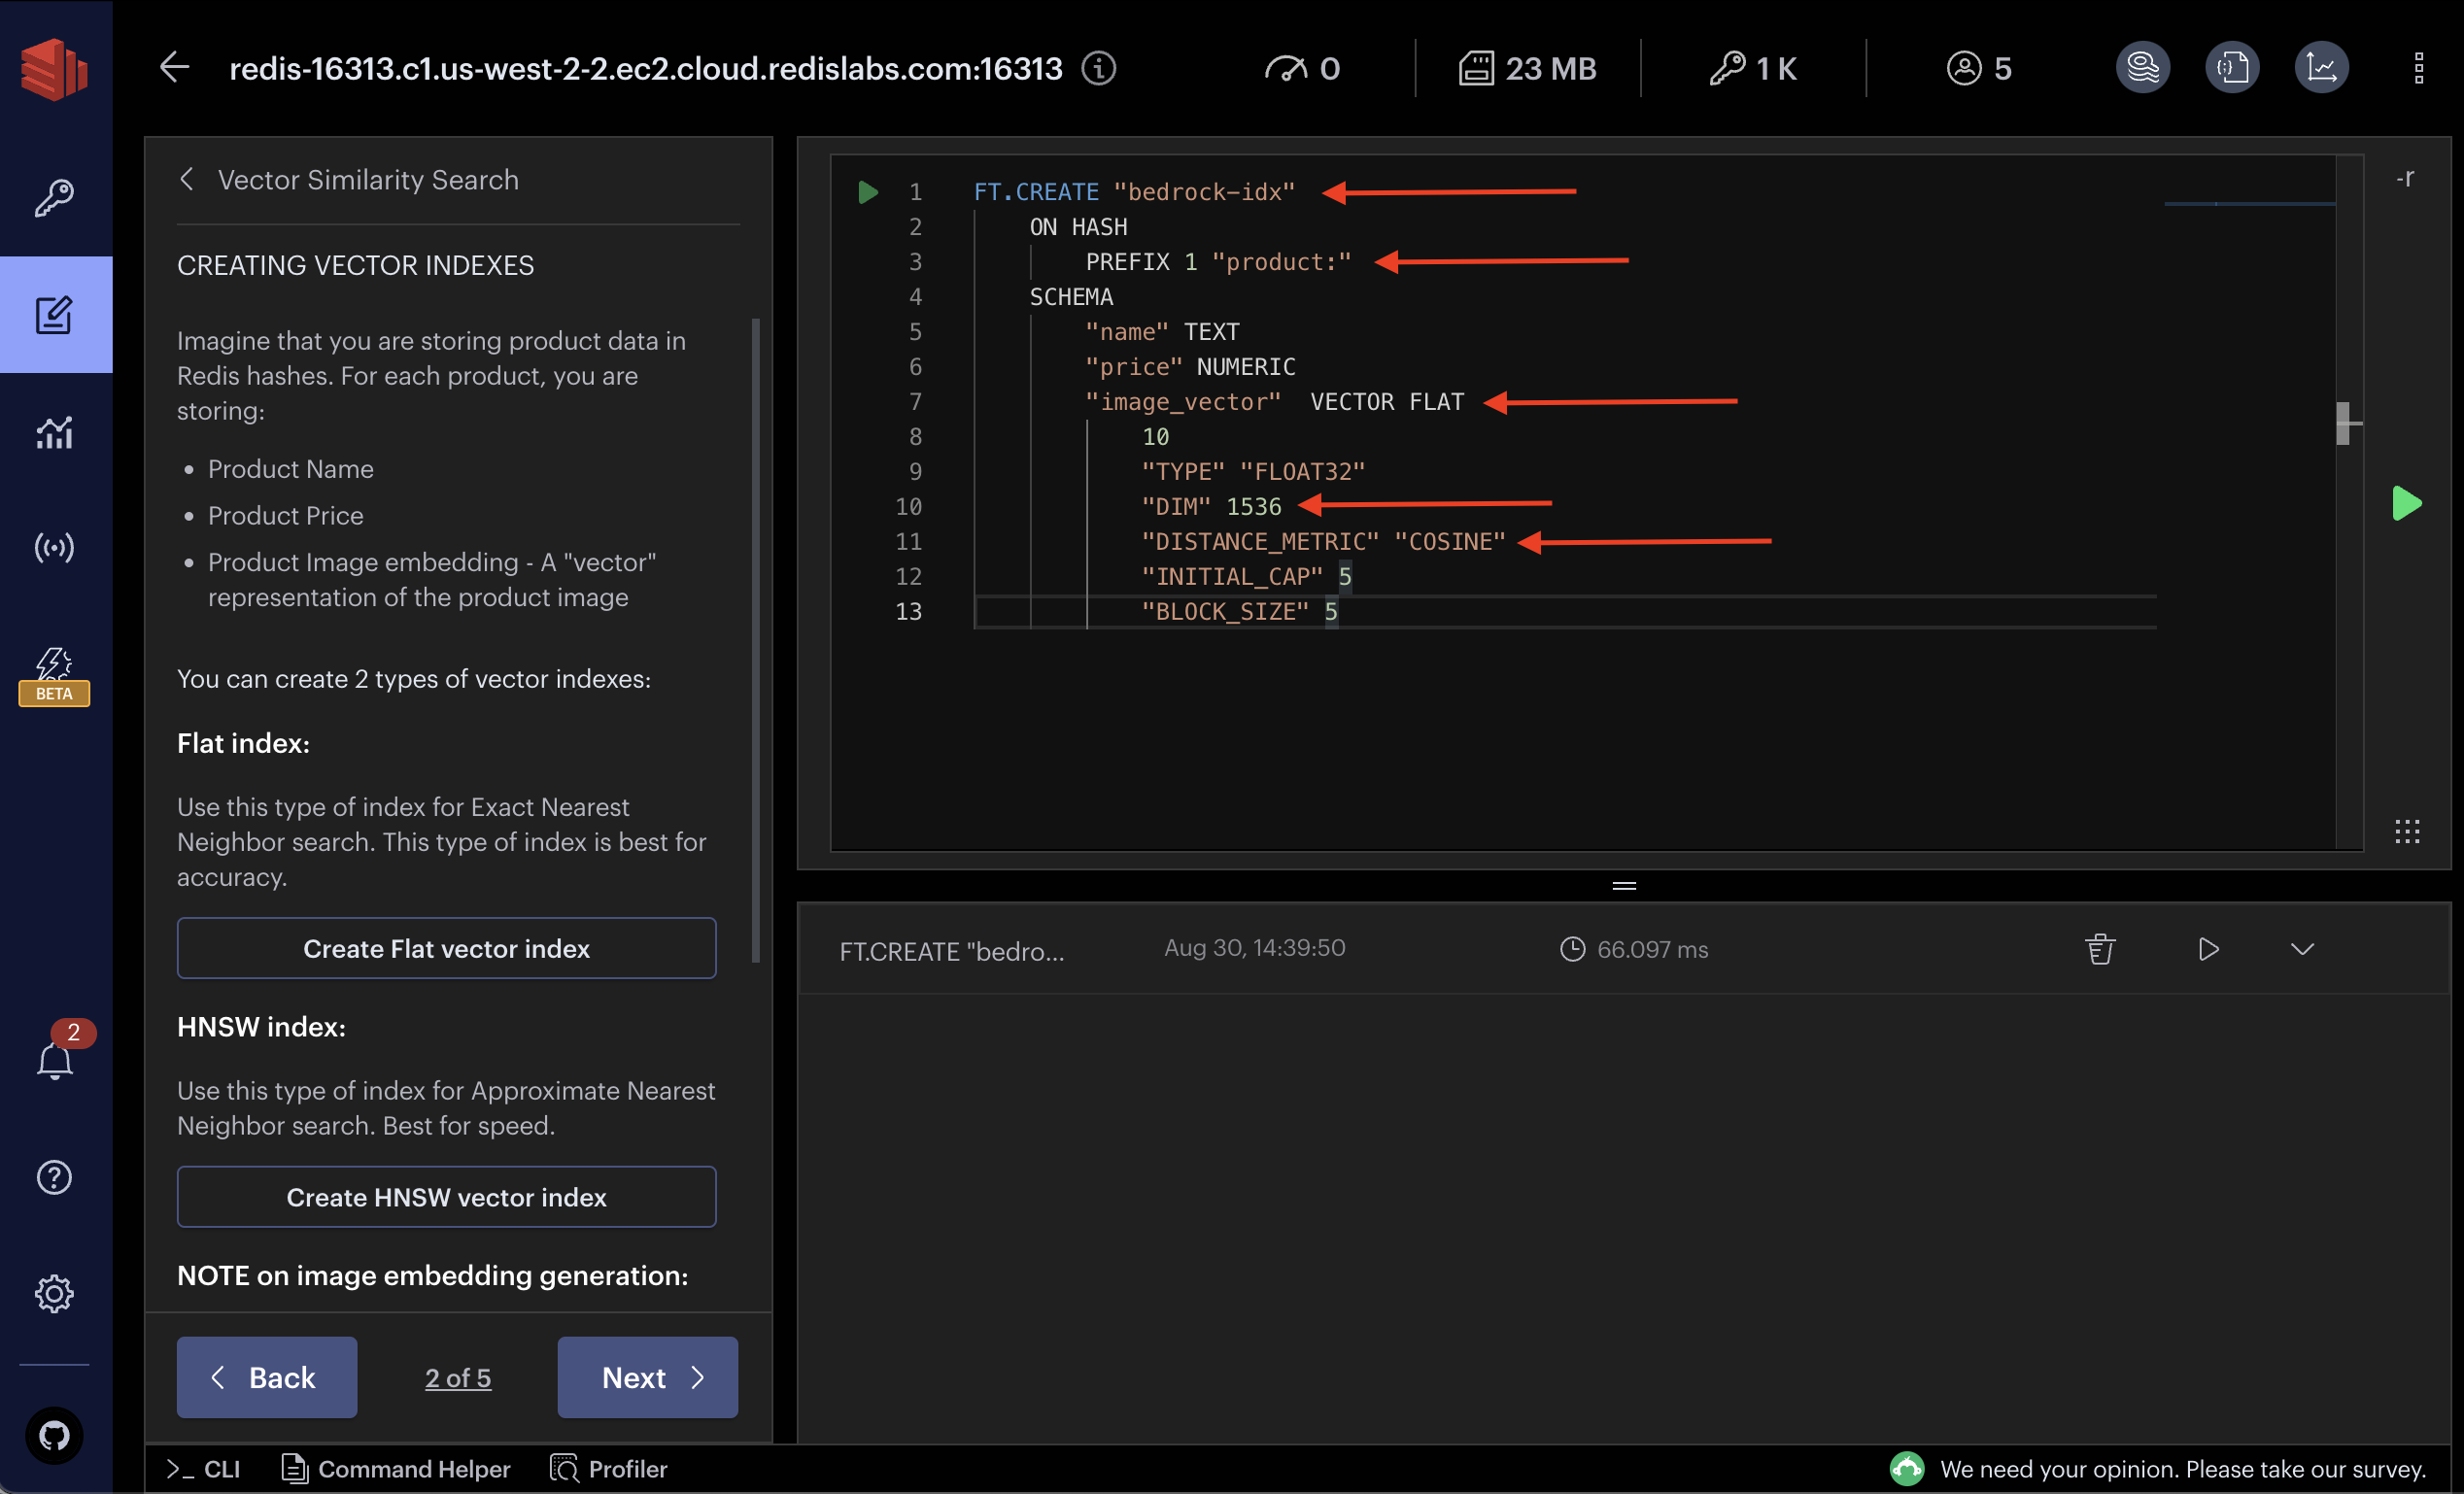 redis-16313.c1.us-west-2-2.ec2.cloud.redislabs.com:16313
0
23 MB
1 K
5
Vector Similarity Search
CREATING VECTOR INDEXES
Imagine that you are storing product data in
Redis hashes. For each product, you are
storing:
Product Name
Product Price
Product Image embedding - A "vector"
representation of the product image
You can create 2 types of vector indexes:
Flat index:
Use this type of index for Exact Nearest
Neighbor search. This type of index is best for
accuracy.
Create Flat vector index
HNSW index:
Use this type of index for Approximate Nearest
Neighbor search. Best for speed.
Create HNSW vector index
NOTE on image embedding generation:
Back
2 of 5
Next
1 FT.CREATE "bedrock-idx"
2 ON HASH
3 PREFIX 1 "product:"
4 SCHEMA
5 "name" TEXT
6 "price" NUMERIC
7 "image_vector" VECTOR FLAT
8 10
9 "TYPE" "FLOAT32"
10 "DIM" 1536
11 "DISTANCE_METRIC" "COSINE"
12 "INITIAL_CAP" 5
13 "BLOCK_SIZE" 5
-r
FT.CREATE "bedro...
Aug 30, 14:39:50
66.097 ms
BETA
2
CLI
Command Helper
Profiler
We need your opinion. Please take our survey.